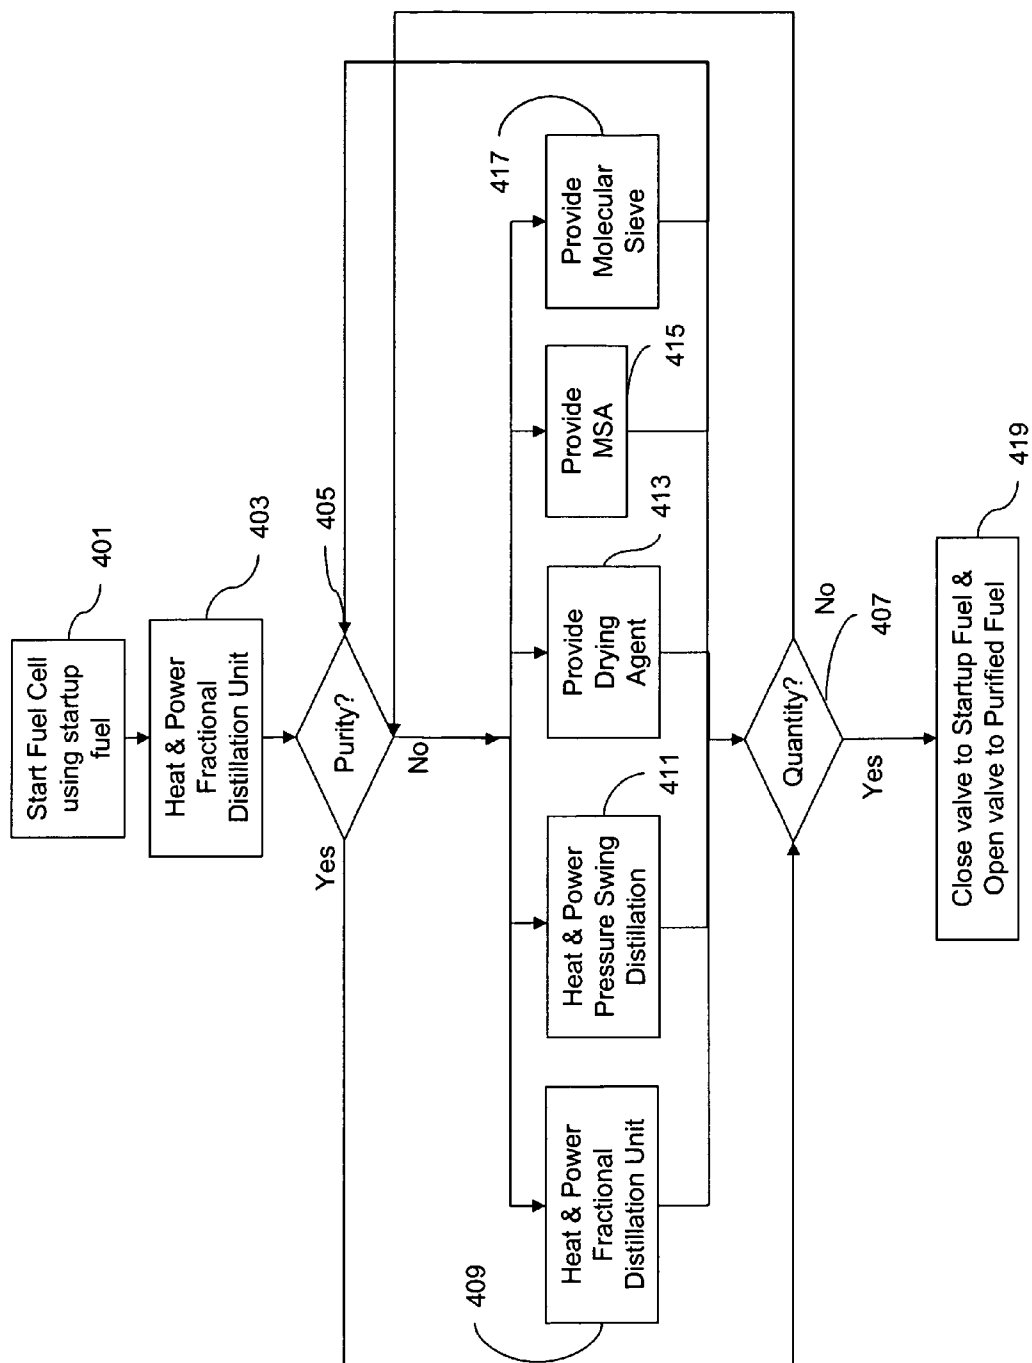 Start Fuel Cell
using startup
fuel
401
Heat & Power
Fractional
Distillation Unit
403
405
Purity?
Yes
No
Heat & Power
Fractional
Distillation Unit
409
Heat & Power
Pressure Swing
Distillation
411
Provide
Drying
Agent
413
Provide
MSA
415
Provide
Molecular
Sieve
417
Quantity?
No
407
Yes
Close valve to Startup Fuel &
Open valve to Purified Fuel
419